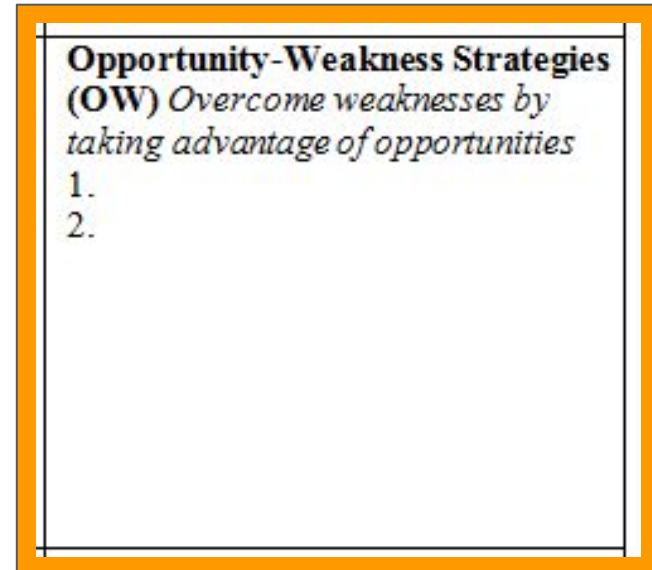 Opportunity-Weakness Strategies
(OW) Overcome weaknesses by
taking advantage of opportunities
1.
2.